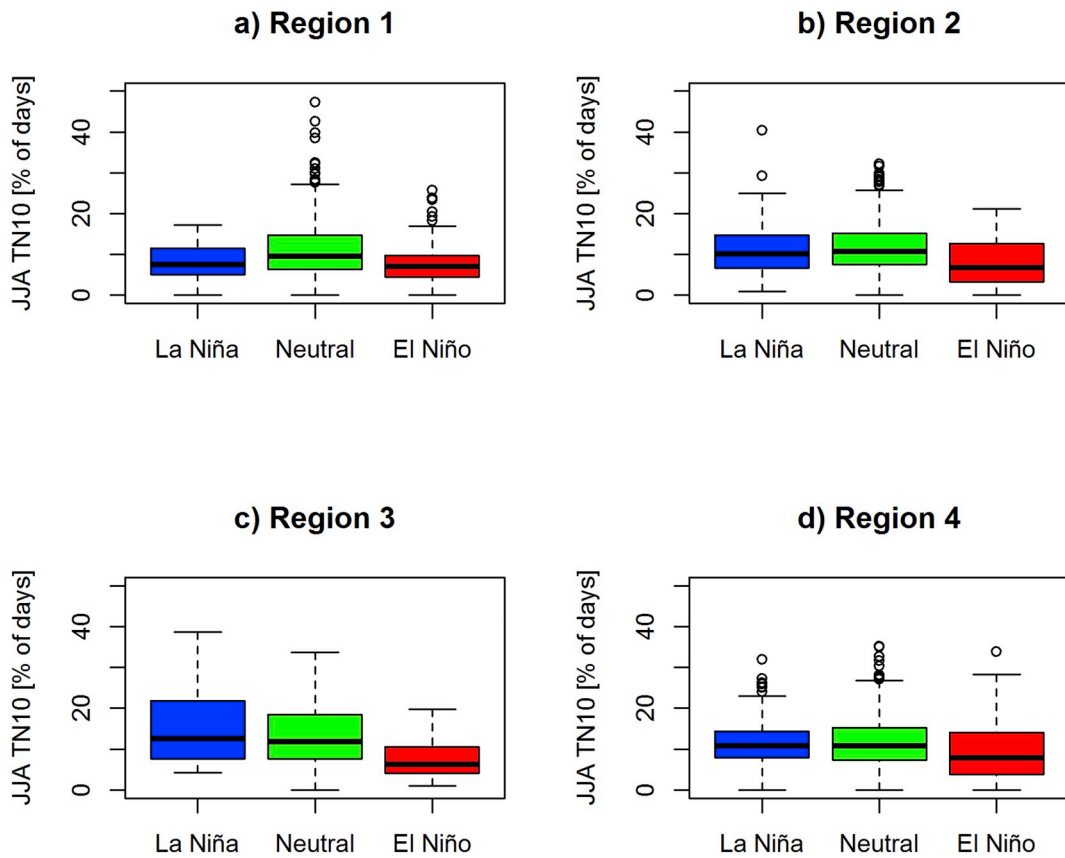 a) Region 1
JJA TN10 [% of days]
40
20
0
La Niña Neutral El Niño
b) Region 2
JJA TN10 [% of days]
40
20
0
La Niña Neutral El Niño
c) Region 3
JJA TN10 [% of days]
40
20
0
La Niña Neutral El Niño
d) Region 4
JJA TN10 [% of days]
40
20
0
La Niña Neutral El Niño